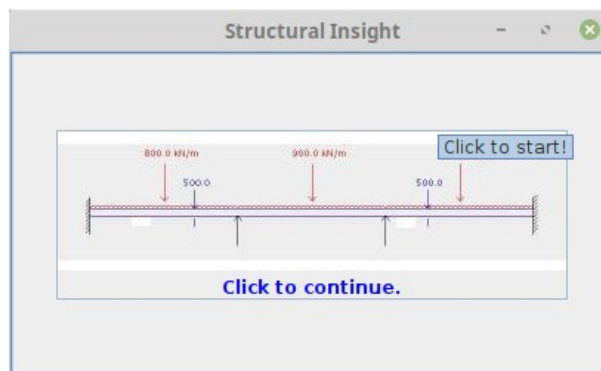 Structural Insight
Click to start!
800.0 kN/m
900.0 kN/m
500.0
500.0
Click to continue.